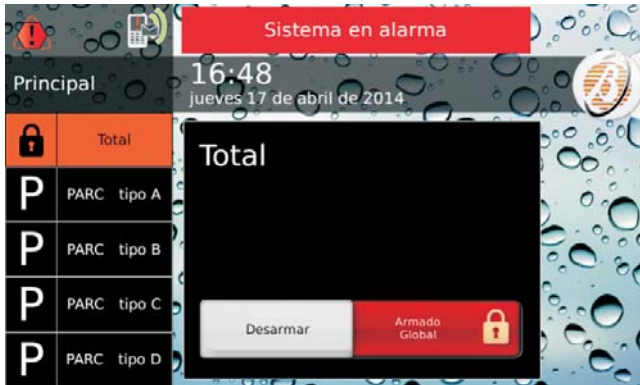 Sistema en alarma
Principal
16:48
jueves 17 de abril de 2014
Total
Total
P PARC tipo A
P PARC tipo B
P PARC tipo C
P PARC tipo D
Desarmar
Armado
Global